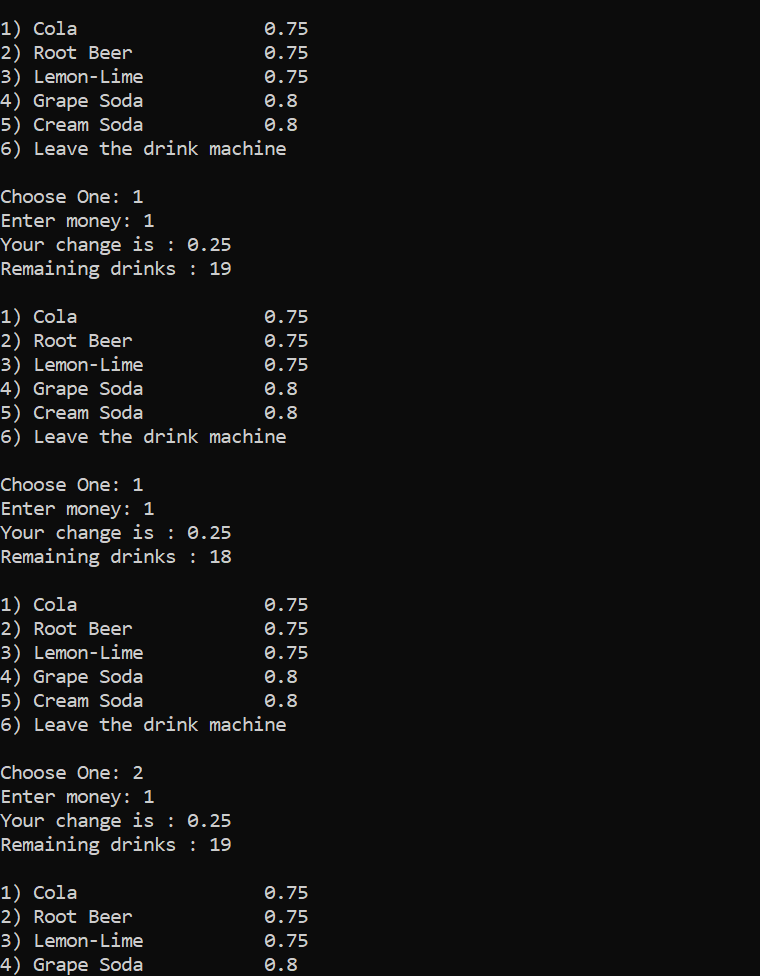 1) Cola                 0.75
2) Root Beer            0.75
3) Lemon-Lime           0.75
4) Grape Soda           0.8
5) Cream Soda           0.8
6) Leave the drink machine

Choose One: 1
Enter money: 1
Your change is : 0.25
Remaining drinks : 19

1) Cola                 0.75
2) Root Beer            0.75
3) Lemon-Lime           0.75
4) Grape Soda           0.8
5) Cream Soda           0.8
6) Leave the drink machine

Choose One: 1
Enter money: 1
Your change is : 0.25
Remaining drinks : 18

1) Cola                 0.75
2) Root Beer            0.75
3) Lemon-Lime           0.75
4) Grape Soda           0.8
5) Cream Soda           0.8
6) Leave the drink machine

Choose One: 2
Enter money: 1
Your change is : 0.25
Remaining drinks : 19

1) Cola                 0.75
2) Root Beer            0.75
3) Lemon-Lime           0.75
4) Grape Soda           0.8